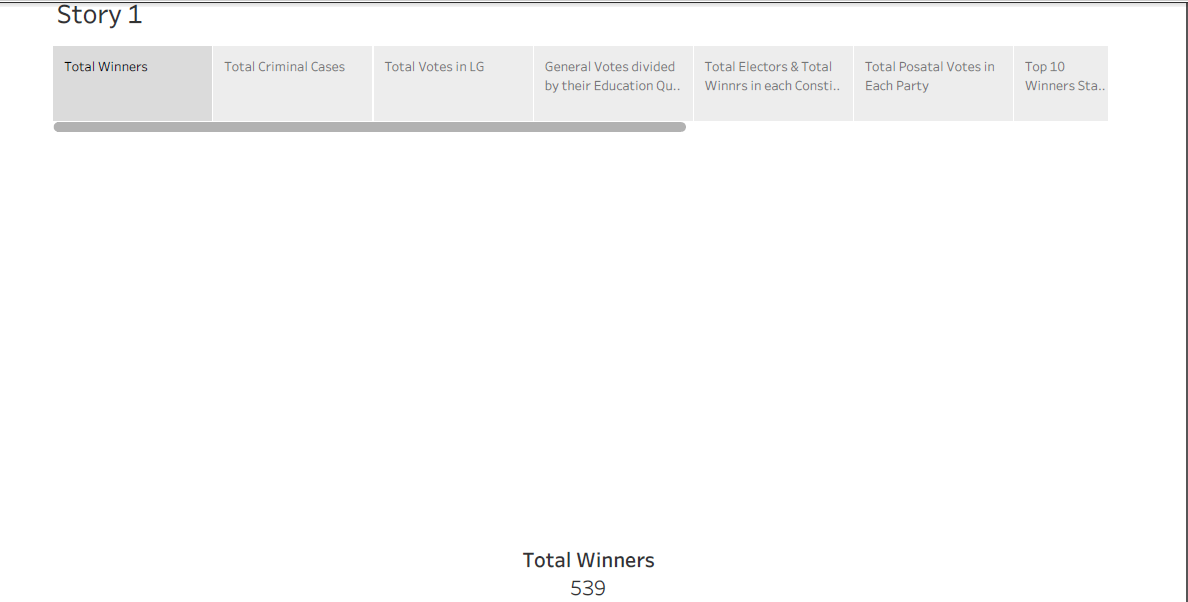 Story 1
Total Winners
Total Criminal Cases
Total Votes in LG
General Votes divided
by their Education Qu..
Total Electors & Total
Winnrs in each Consti..
Total Posatal Votes in
Each Party
Top 10
Winners Sta..
Total Winners
539